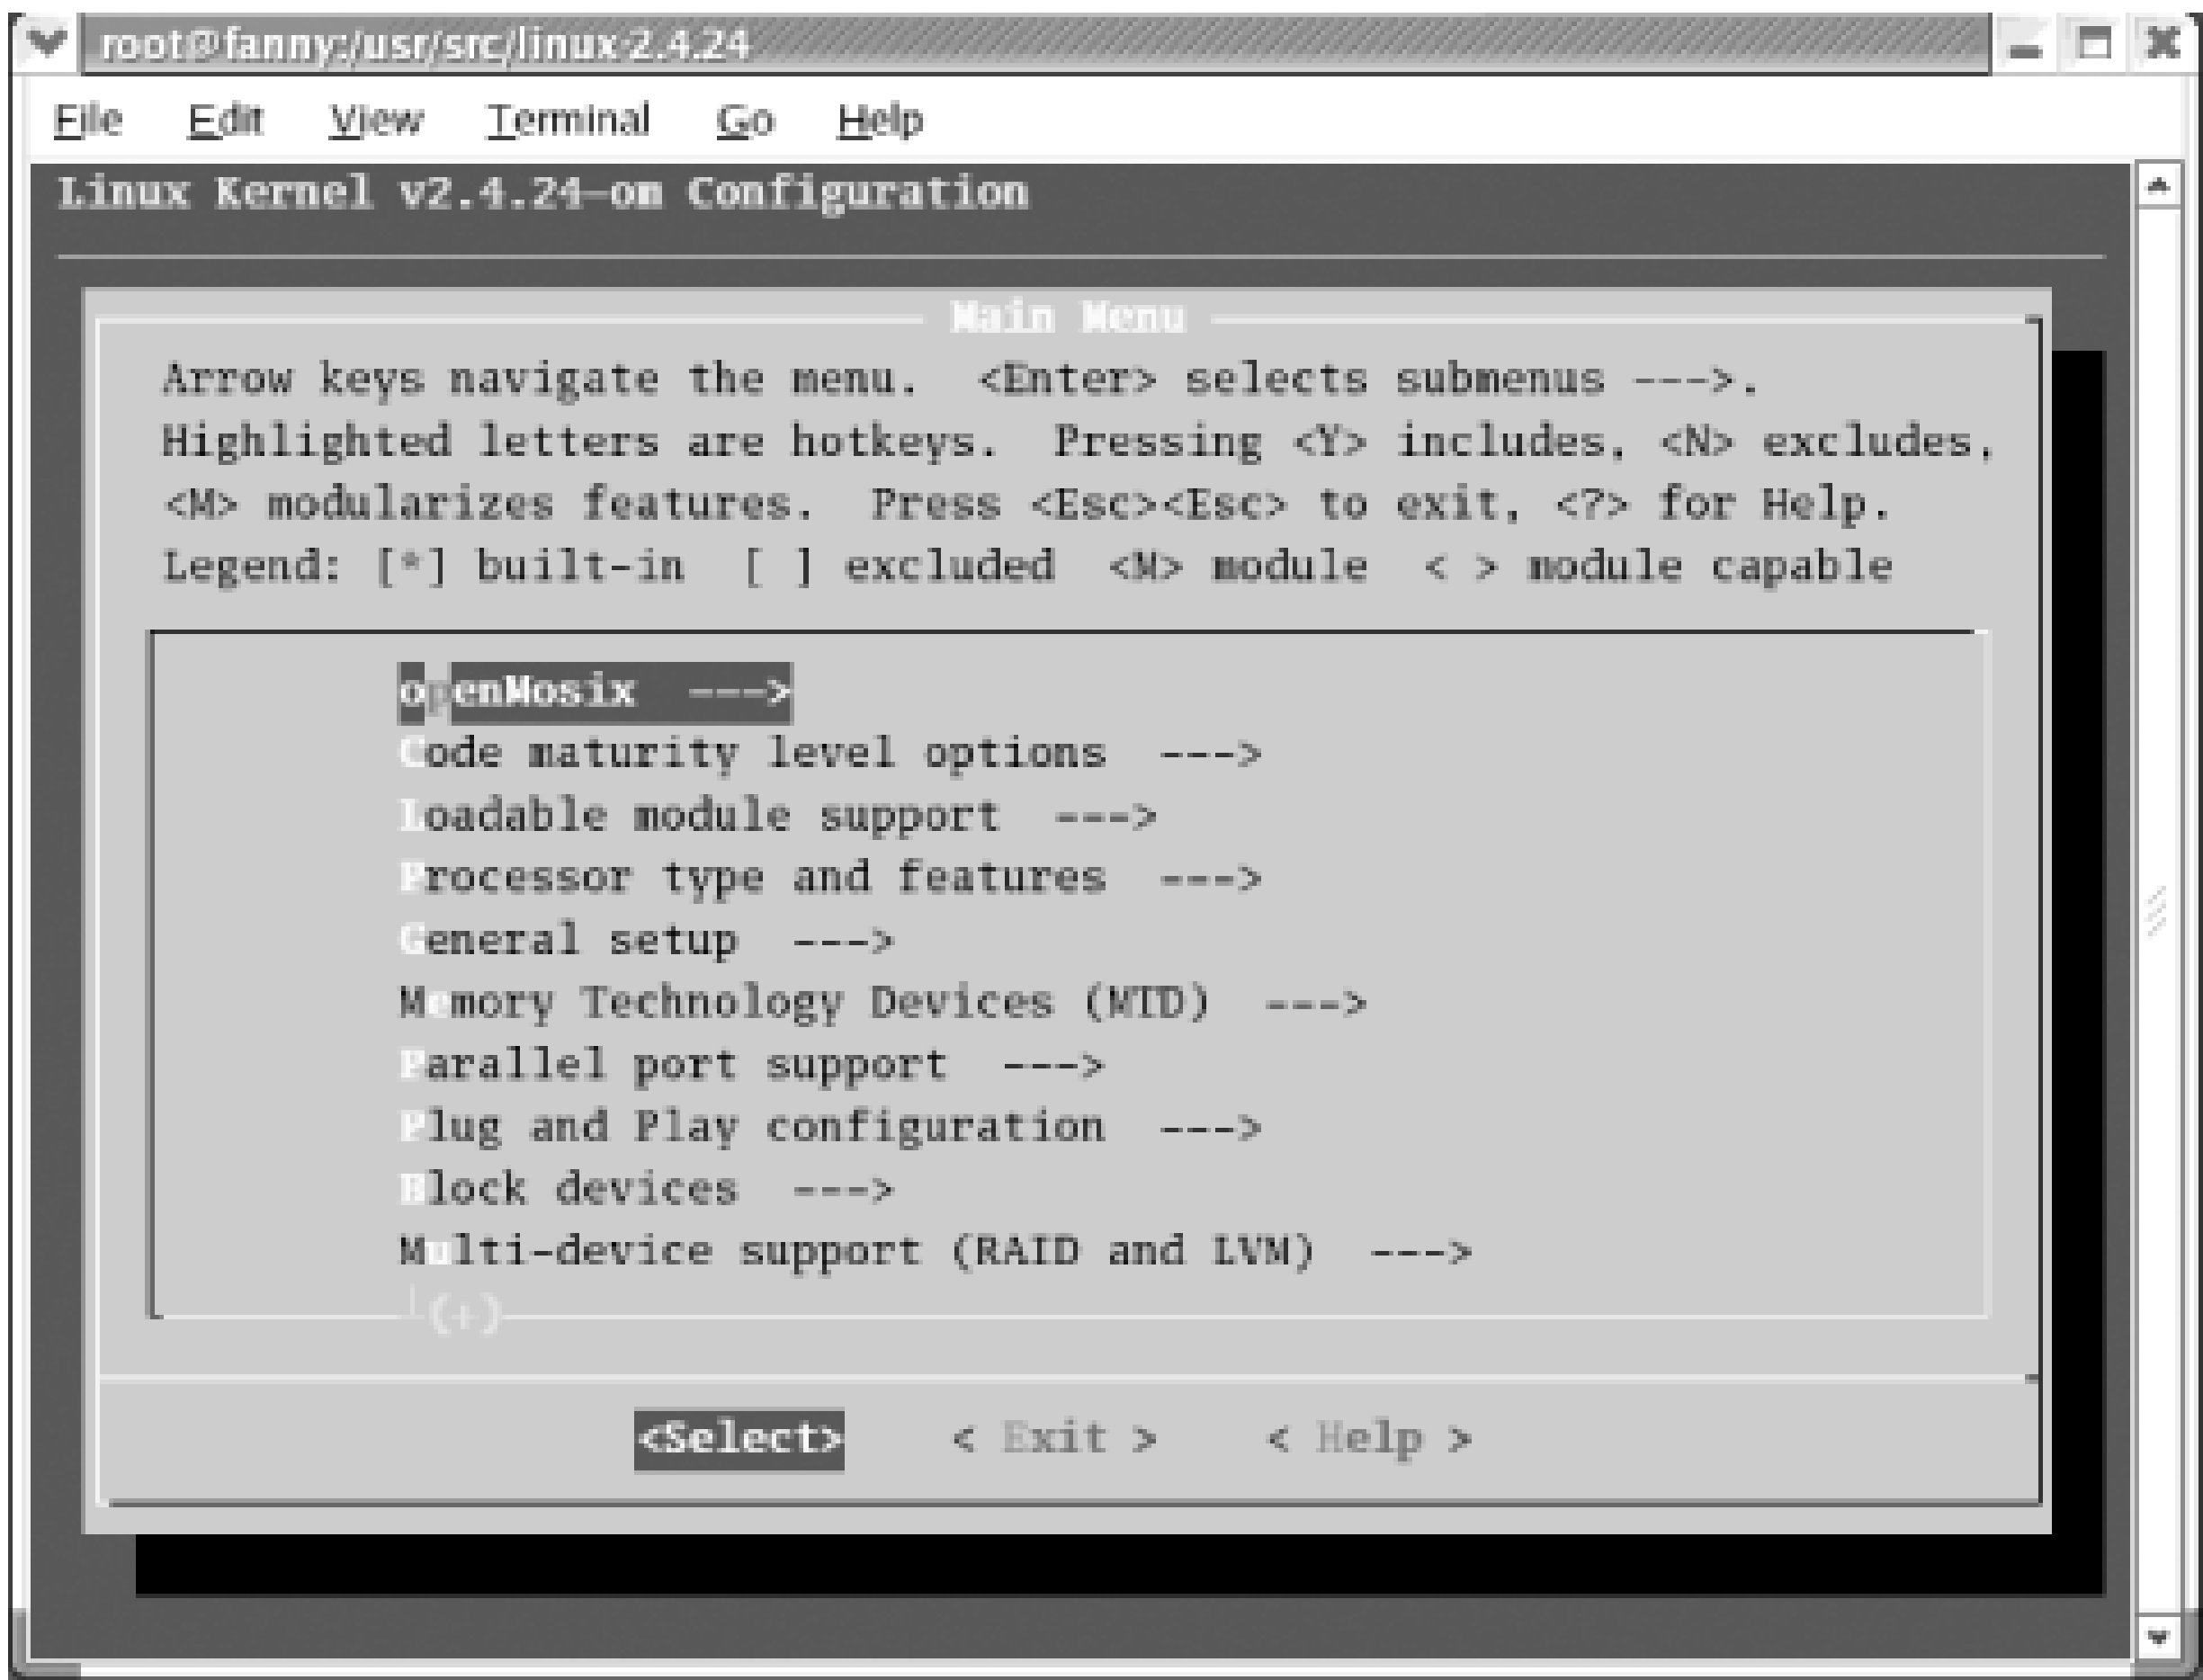 root@fanny:/usr/src/linux-2.4.24
File Edit View Terminal Go Help
Linux Kernel v2.4.24-om Configuration
Main Menu
Arrow keys navigate the menu. <Enter> selects submenus --->.
Highlighted letters are hotkeys. Pressing <Y> includes, <N> excludes,
<M> modularizes features. Press <Esc><Esc> to exit, <?> for Help.
Legend: [*] built-in [ ] excluded <M> module < > module capable
openMosix --->
Code maturity level options --->
Loadable module support --->
Processor type and features --->
General setup --->
Memory Technology Devices (MTD) --->
Parallel port support --->
Plug and Play configuration --->
Block devices --->
Multi-device support (RAID and LVM) --->
(+)
<Select> < Exit > < Help >